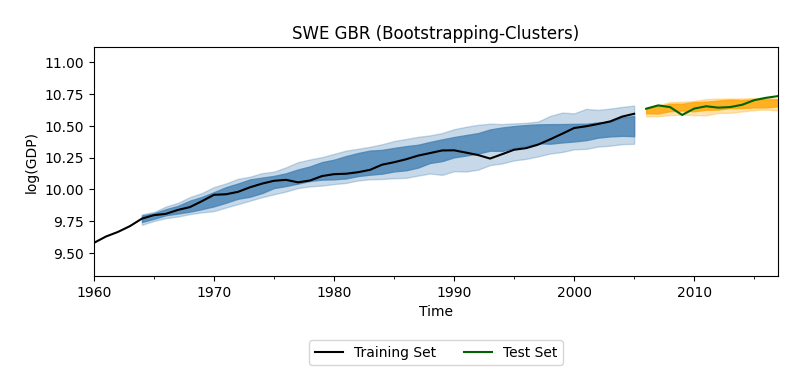 SWE GBR (Bootstrapping-Clusters)
11.00
10.75
10.50
10.25
10.00
9.75
9.50
log(GDP)
1960 1970 1980 1990 2000 2010
Time
Training Set Test Set